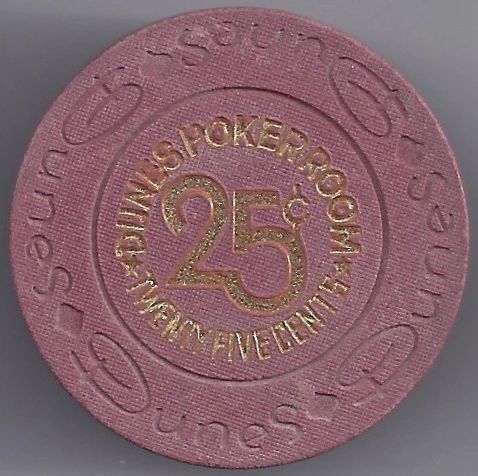 DUNES POKER ROOM
25¢
TWENTY FIVE CENTS
Dunes
Dunes
Dunes
Dunes